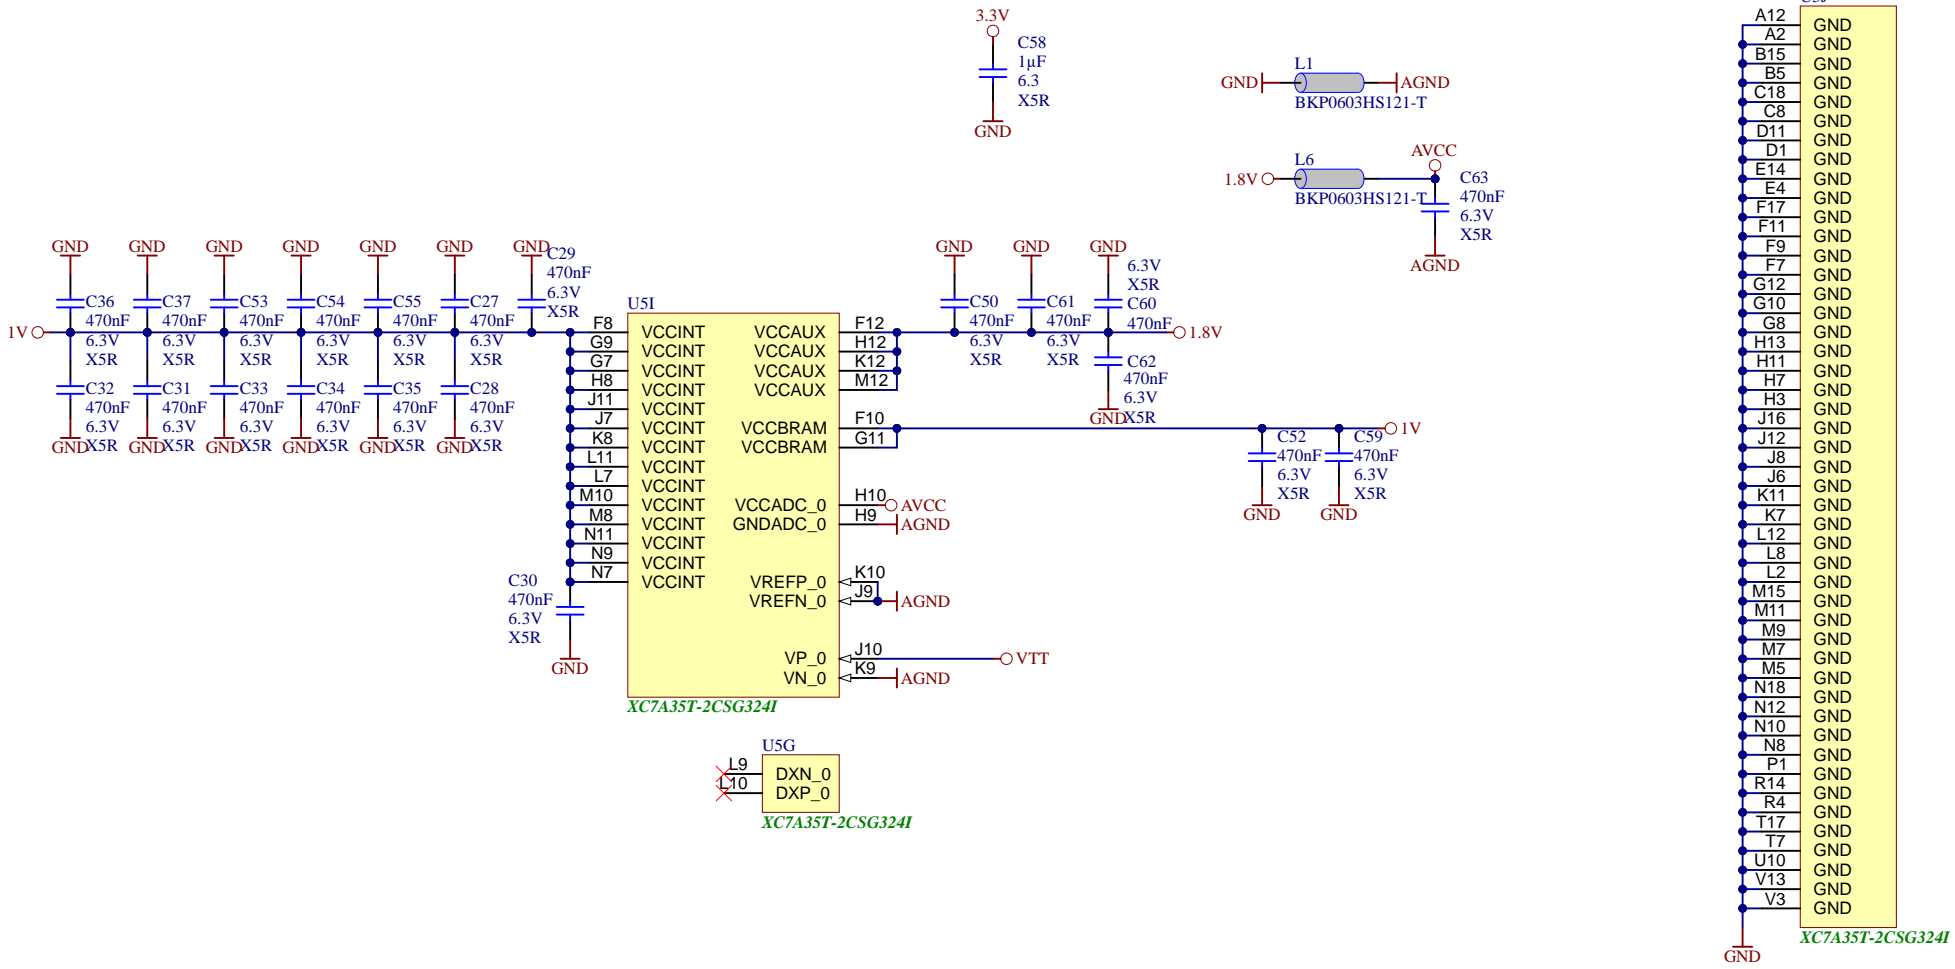 3.3V
C58
1µF
6.3
X5R
GND
L1
GND
AGND
BKP0603HS121-T
L6
1.8V
AVCC
BKP0603HS121-T
C63
470nF
6.3V
X5R
AGND
GND GND GND GND GND GND GND
C29
470nF
6.3V
X5R
C36 C37 C53 C54 C55 C27
470nF 470nF 470nF 470nF 470nF 470nF
1V
6.3V 6.3V 6.3V 6.3V 6.3V 6.3V
X5R X5R X5R X5R X5R X5R
C32 C31 C33 C34 C35 C28
470nF 470nF 470nF 470nF 470nF 470nF
6.3V 6.3V 6.3V 6.3V 6.3V 6.3V
X5R X5R X5R X5R X5R X5R
GND GND GND GND GND GND
C30
470nF
6.3V
X5R
GND
U5I
F8 VCCINT
G9 VCCINT
G7 VCCINT
H8 VCCINT
J11 VCCINT
J7 VCCINT
K8 VCCINT
L11 VCCINT
L7 VCCINT
M10 VCCINT
M8 VCCINT
N11 VCCINT
N9 VCCINT
N7 VCCINT
VCCAUX F12
VCCAUX H12
VCCAUX K12
VCCAUX M12
VCCBRAM F10
VCCBRAM G11
VCCADC_0 H10 AVCC
GNDADC_0 H9 AGND
VREFP_0 K10
VREFN_0 J9 AGND
VP_0 J10 VTT
VN_0 K9 AGND
XC7A35T-2CSG324I
GND GND GND
6.3V
X5R
C50 C61 C60
470nF 470nF 470nF
6.3V 6.3V
X5R X5R
1.8V
C62
470nF
6.3V
X5R
GND
1V
C52 C59
470nF 470nF
6.3V 6.3V
X5R X5R
GND GND
U5G
L9 DXN_0
L10 DXP_0
XC7A35T-2CSG324I
A12 GND
A2 GND
B15 GND
B5 GND
C18 GND
C8 GND
D11 GND
D1 GND
E14 GND
E4 GND
F17 GND
F11 GND
F9 GND
F7 GND
G12 GND
G10 GND
G8 GND
H13 GND
H11 GND
H7 GND
H3 GND
J16 GND
J12 GND
J8 GND
J6 GND
K11 GND
K7 GND
L12 GND
L8 GND
L2 GND
M15 GND
M11 GND
M9 GND
M7 GND
M5 GND
N18 GND
N12 GND
N10 GND
N8 GND
P1 GND
R14 GND
R4 GND
T17 GND
T7 GND
U10 GND
V13 GND
V3 GND
XC7A35T-2CSG324I
GND